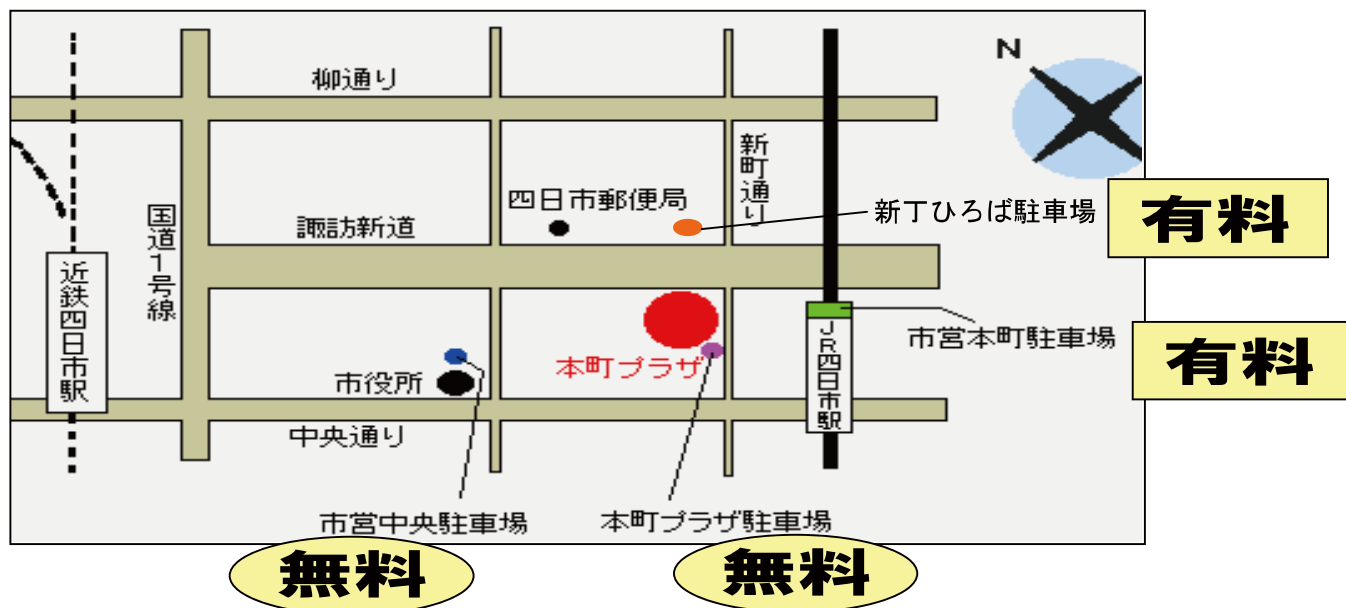 N
柳通り
新町通り
四日市郵便局
新丁ひろば駐車場
有料
国道1号線
諏訪新道
近鉄四日市駅
市営本町駐車場
有料
JR四日市駅
本町プラザ
市役所
中央通り
市営中央駐車場
本町プラザ駐車場
無料
無料